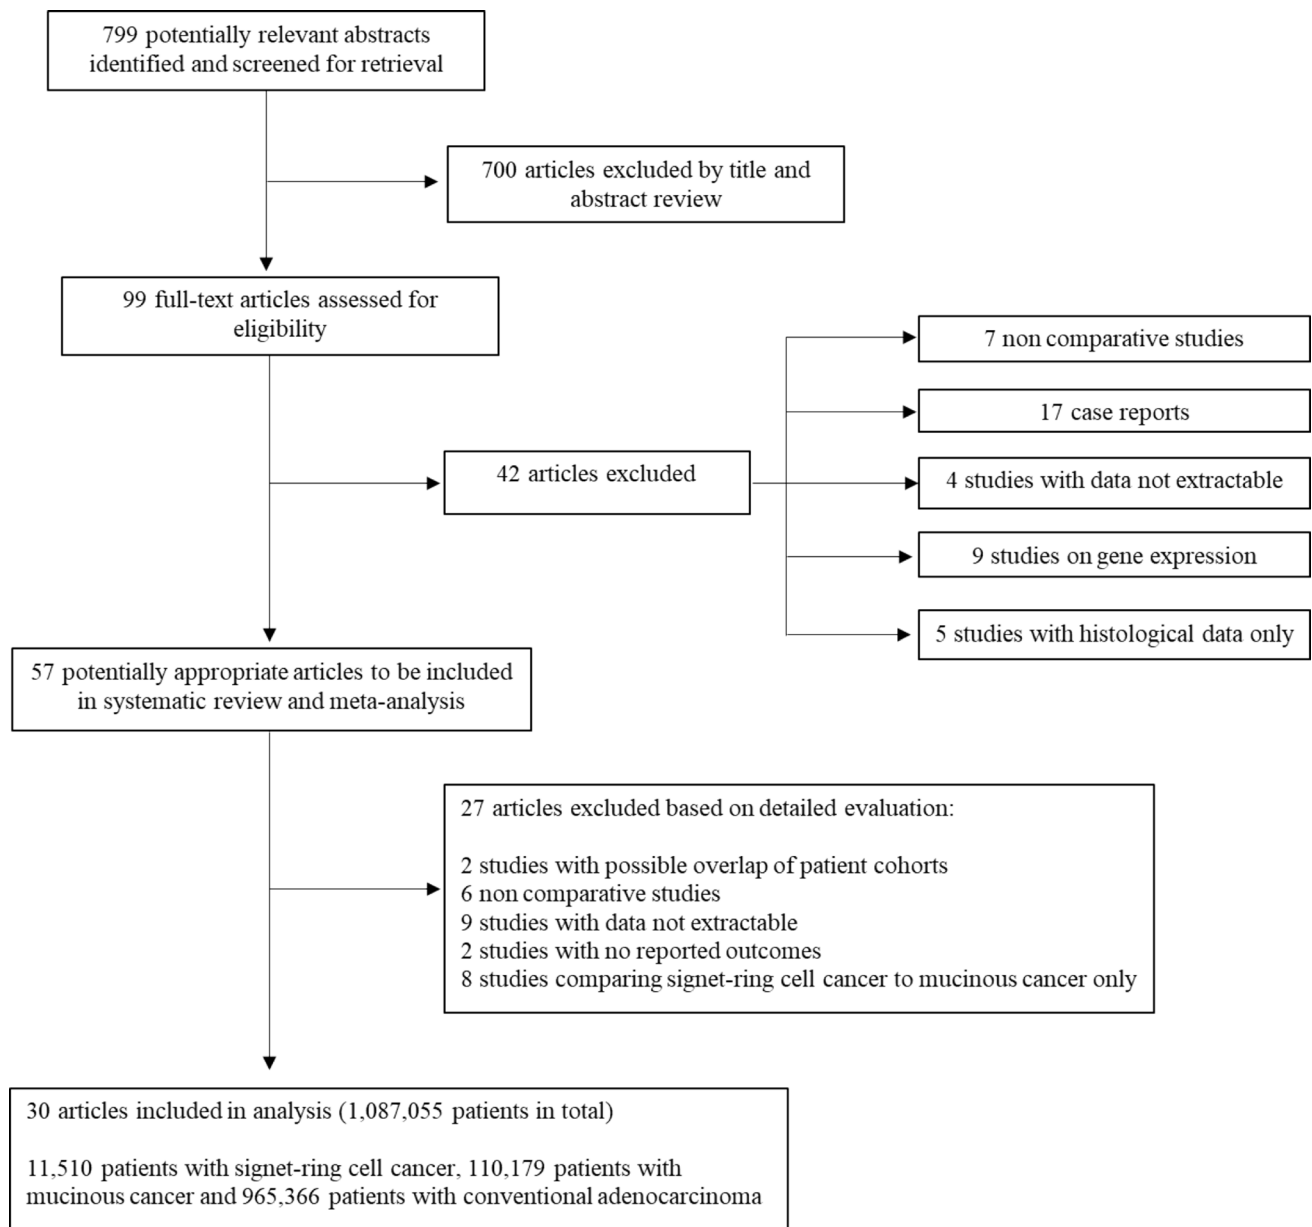 799 potentially relevant abstracts
identified and screened for retrieval
700 articles excluded by title and
abstract review
99 full-text articles assessed for
eligibility
42 articles excluded
7 non comparative studies
17 case reports
4 studies with data not extractable
9 studies on gene expression
5 studies with histological data only
57 potentially appropriate articles to be included
in systematic review and meta-analysis
27 articles excluded based on detailed evaluation:
2 studies with possible overlap of patient cohorts
6 non comparative studies
9 studies with data not extractable
2 studies with no reported outcomes
8 studies comparing signet-ring cell cancer to mucinous cancer only
30 articles included in analysis (1,087,055 patients in total)
11,510 patients with signet-ring cell cancer, 110,179 patients with
mucinous cancer and 965,366 patients with conventional adenocarcinoma